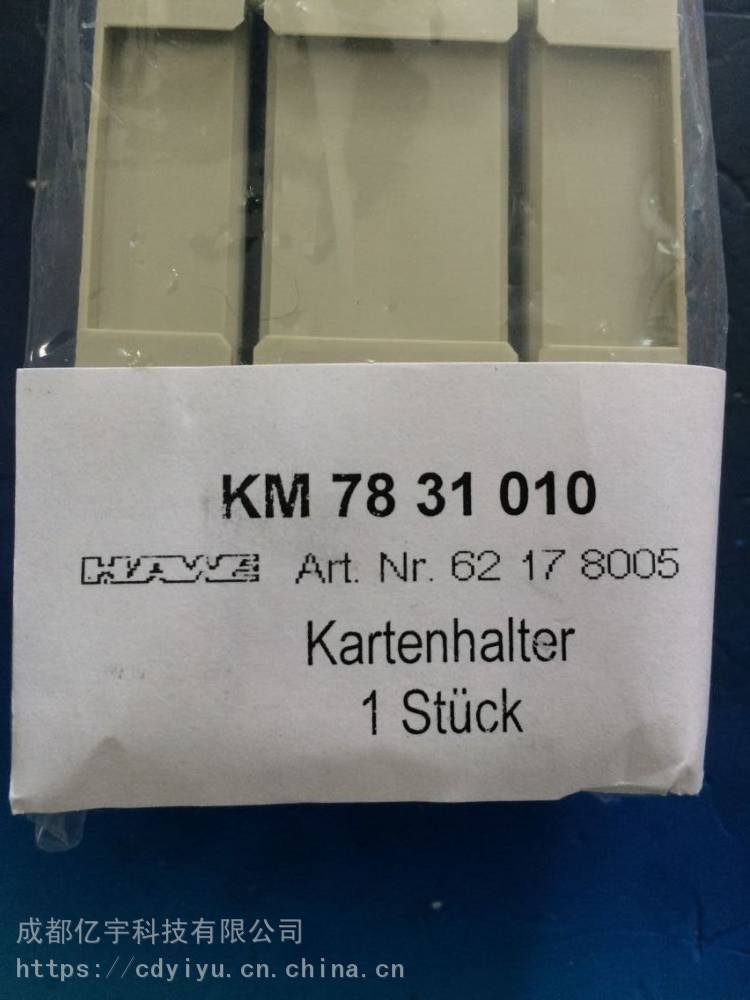 KM 78 31 010
HAWE Art. Nr. 62 17 8005
Kartenhalter
1 Stück
成都亿宇科技有限公司
https://cdyiyu.cn.china.cn